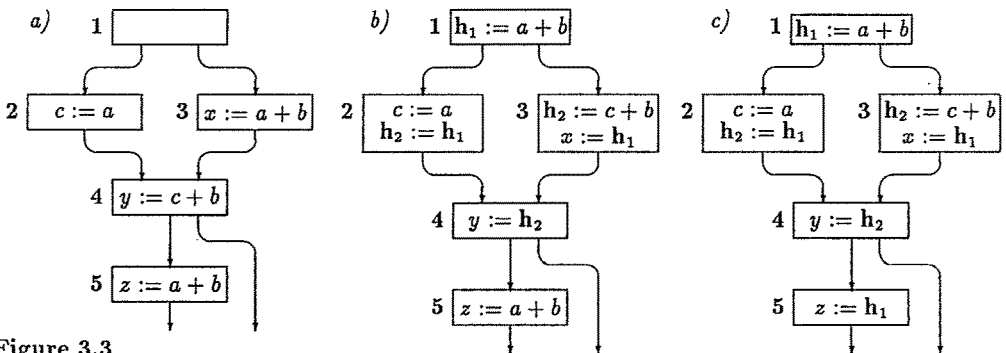 a)
1
2 c := a
3 x := a + b
4 y := c + b
5 z := a + b
b)
1 h₁ := a + b
2 c := a
h₂ := h₁
3 h₂ := c + b
x := h₁
4 y := h₂
5 z := a + b
c)
1 h₁ := a + b
2 c := a
h₂ := h₁
3 h₂ := c + b
x := h₁
4 y := h₂
5 z := h₁
Figure 3.3